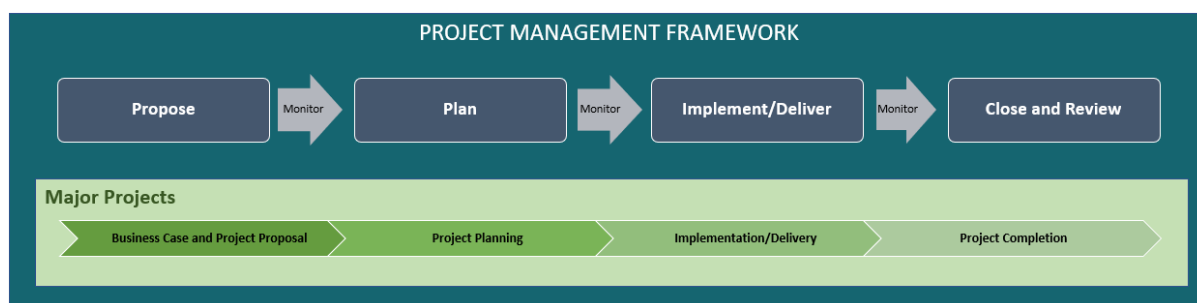 PROJECT MANAGEMENT FRAMEWORK
Propose
Monitor
Plan
Monitor
Implement/Deliver
Monitor
Close and Review
Major Projects
Business Case and Project Proposal
Project Planning
Implementation/Delivery
Project Completion